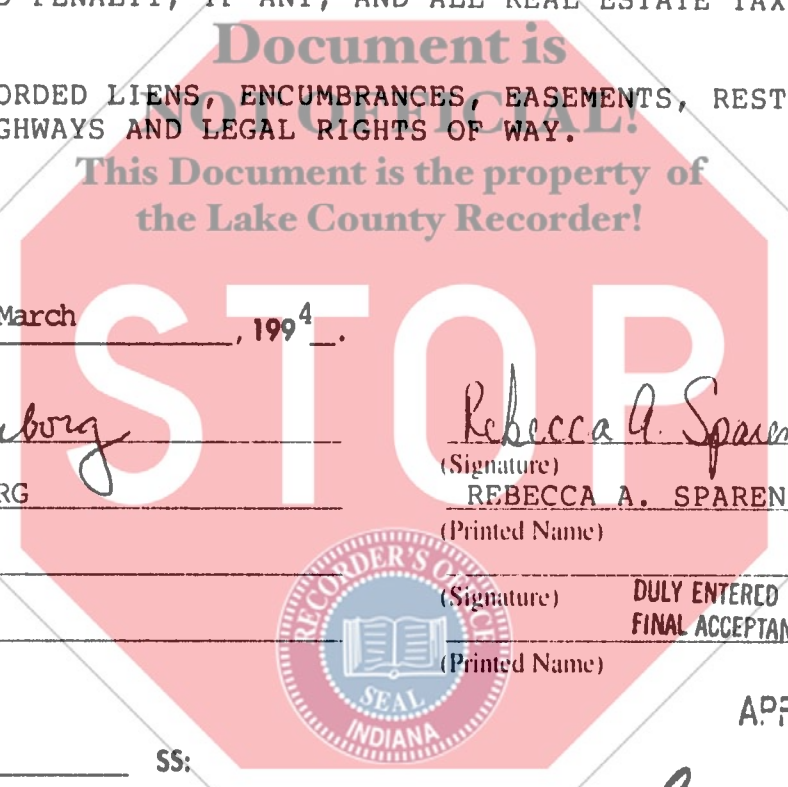 PENALTY, IF ANY, AND ALL REAL ESTATE TAX
Document is
ORDED LIENS, ENCUMBRANCES, EASEMENTS, REST
NOT OFFICIAL!
GHWAYS AND LEGAL RIGHTS OF WAY.
This Document is the property of
the Lake County Recorder!
STOP
March , 1994.
borg Rebecca A. Sparen
(Signature)
RG REBECCA A. SPAREN
(Printed Name)
RECORDER'S OFFICE
(Signature) DULY ENTERED
FINAL ACCEPTAN
(Printed Name)
SEAL
INDIANA
APR
SS: